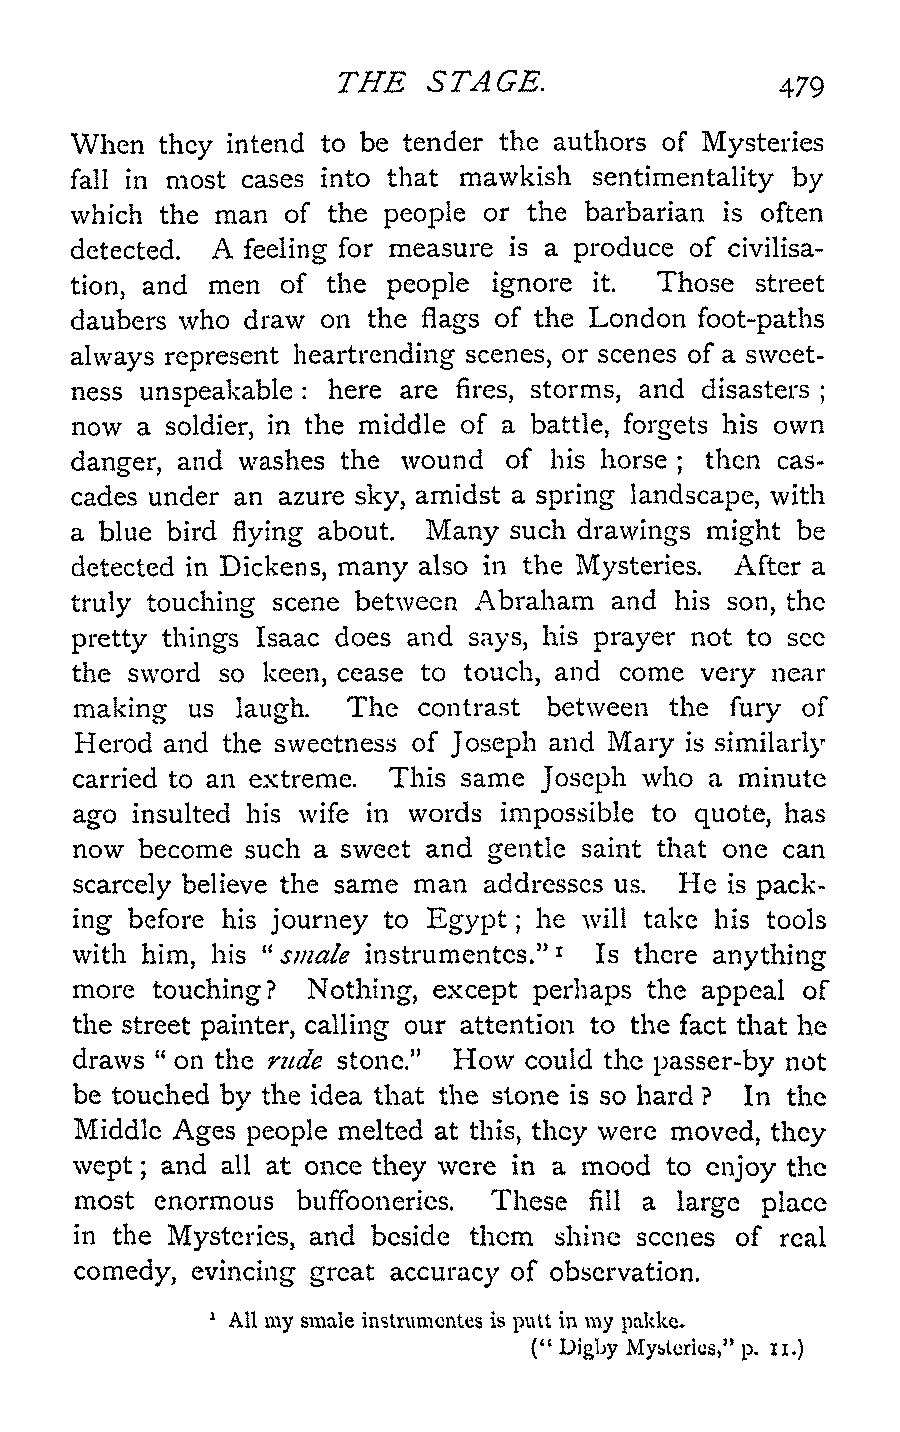 THE STAGE. 479
When they intend to be tender the authors of Mysteries
fall in most cases into that mawkish sentimentality by
which the man of the people or the barbarian is often
detected. A feeling for measure is a produce of civilisa-
tion, and men of the people ignore it. Those street
daubers who draw on the flags of the London foot-paths
always represent heartrending scenes, or scenes of a sweet-
ness unspeakable : here are fires, storms, and disasters ;
now a soldier, in the middle of a battle, forgets his own
danger, and washes the wound of his horse ; then cas-
cades under an azure sky, amidst a spring landscape, with
a blue bird flying about. Many such drawings might be
detected in Dickens, many also in the Mysteries. After a
truly touching scene between Abraham and his son, the
pretty things Isaac does and says, his prayer not to see
the sword so keen, cease to touch, and come very near
making us laugh. The contrast between the fury of
Herod and the sweetness of Joseph and Mary is similarly
carried to an extreme. This same Joseph who a minute
ago insulted his wife in words impossible to quote, has
now become such a sweet and gentle saint that one can
scarcely believe the same man addresses us. He is pack-
ing before his journey to Egypt ; he will take his tools
with him, his “ smale instrumentes.” 1 Is there anything
more touching? Nothing, except perhaps the appeal of
the street painter, calling our attention to the fact that he
draws “ on the rude stone.” How could the passer-by not
be touched by the idea that the stone is so hard ? In the
Middle Ages people melted at this, they were moved, they
wept ; and all at once they were in a mood to enjoy the
most enormous buffooneries. These fill a large place
in the Mysteries, and beside them shine scenes of real
comedy, evincing great accuracy of observation.
1 All my smale instrumentes is putt in my pakke.
(“ Digby Mysteries,” p. 11.)